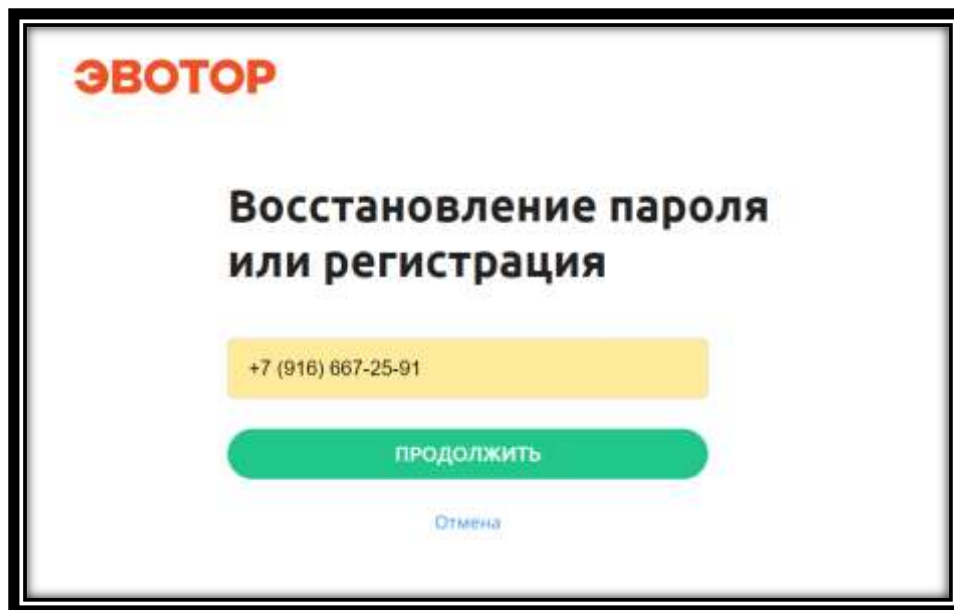 ЭВОТОР
Восстановление пароля
или регистрация
+7 (916) 667-25-91
ПРОДОЛЖИТЬ
Отмена